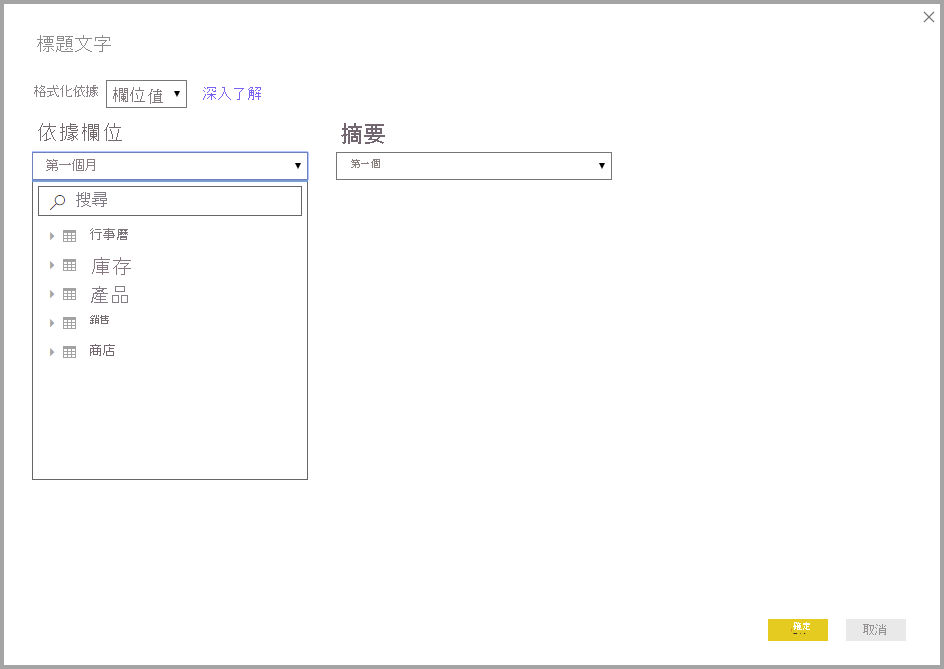 標題文字
格式化依據 欄位值 深入了解
依據欄位 摘要
第一個月 第一個
搜尋
行事曆
庫存
產品
銷售
商店
確定 取消